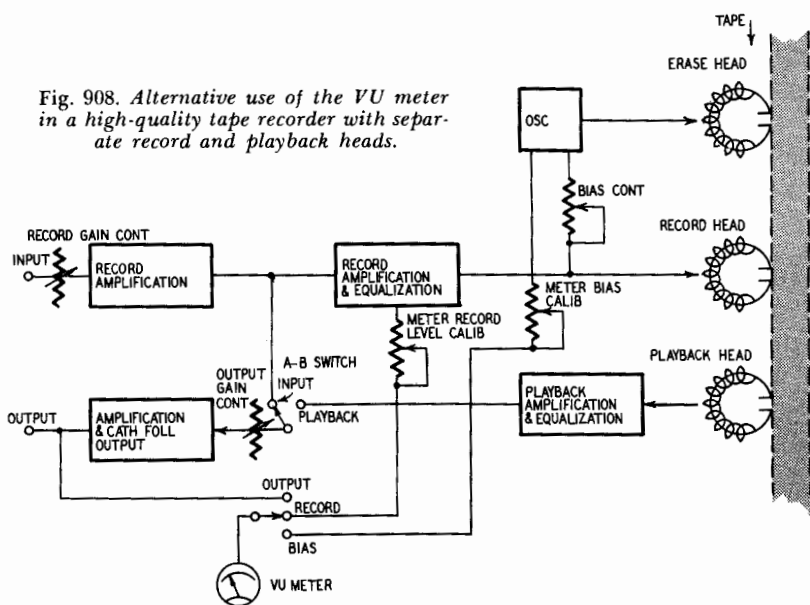 TAPE
ERASE HEAD
Fig. 908. Alternative use of the VU meter
in a high-quality tape recorder with separ-
ate record and playback heads.
OSC
BIAS CONT
RECORD GAIN CONT
INPUT
RECORD
AMPLIFICATION
RECORD
AMPLIFICATION
& EQUALIZATION
RECORD HEAD
METER BIAS
CALIB
METER RECORD
LEVEL CALIB
OUTPUT
GAIN
CONT
A-B SWITCH
INPUT
PLAYBACK
PLAYBACK HEAD
OUTPUT
AMPLIFICATION
& CATH FOLL
OUTPUT
PLAYBACK
AMPLIFICATION
& EQUALIZATION
OUTPUT
RECORD
BIAS
VU METER